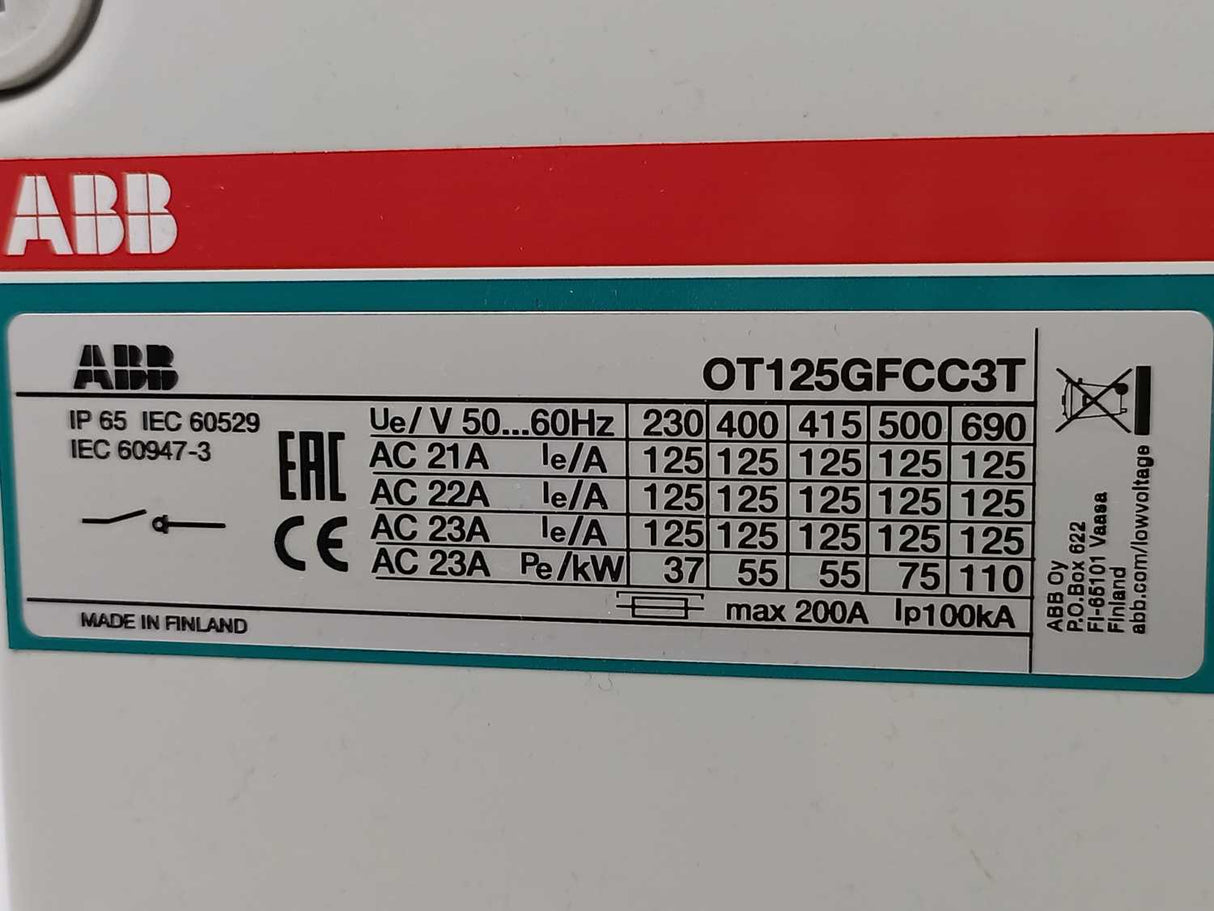 ABB
ABB OT125GFCC3T
IP 65 IEC 60529
IEC 60947-3
EAC
CE
Ue/ V 50...60Hz 230 400 415 500 690
AC 21A Ie/A 125 125 125 125 125
AC 22A Ie/A 125 125 125 125 125
AC 23A Ie/A 125 125 125 125 125
AC 23A Pe/kW 37 55 55 75 110
max 200A Ip100kA
MADE IN FINLAND
ABB Oy
P.O.Box 622
FI-65101 Vaasa
Finland
abb.com/lowvoltage